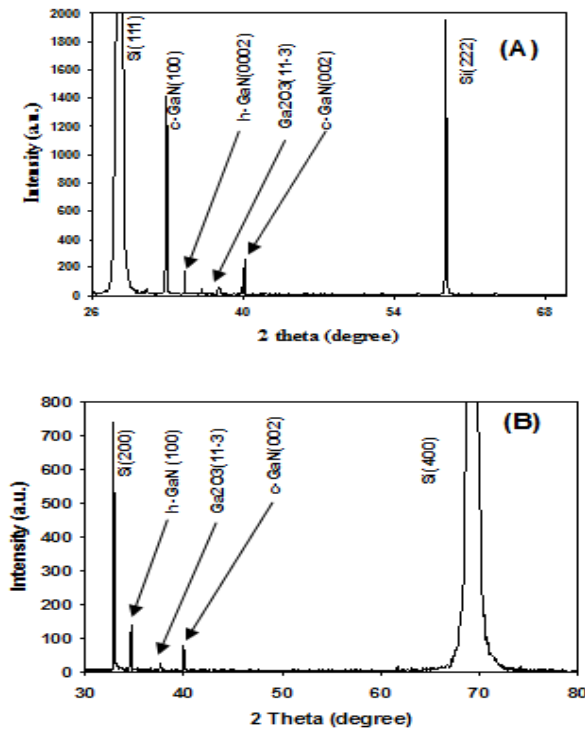 (A)
Si(111)
c-GaN(100)
h-GaN(0002)
Ga2O3(11-3)
c-GaN(002)
Si(222)
Intensity (a.u.)
2000
1800
1600
1400
1200
1000
800
600
400
200
0
26 40 54 68
2 theta (degree)
(B)
Si(200)
h-GaN (100)
Ga2O3(11-3)
c-GaN(002)
Si(400)
Intensity (a.u.)
800
700
600
500
400
300
200
100
0
30 40 50 60 70 80
2 Theta (degree)